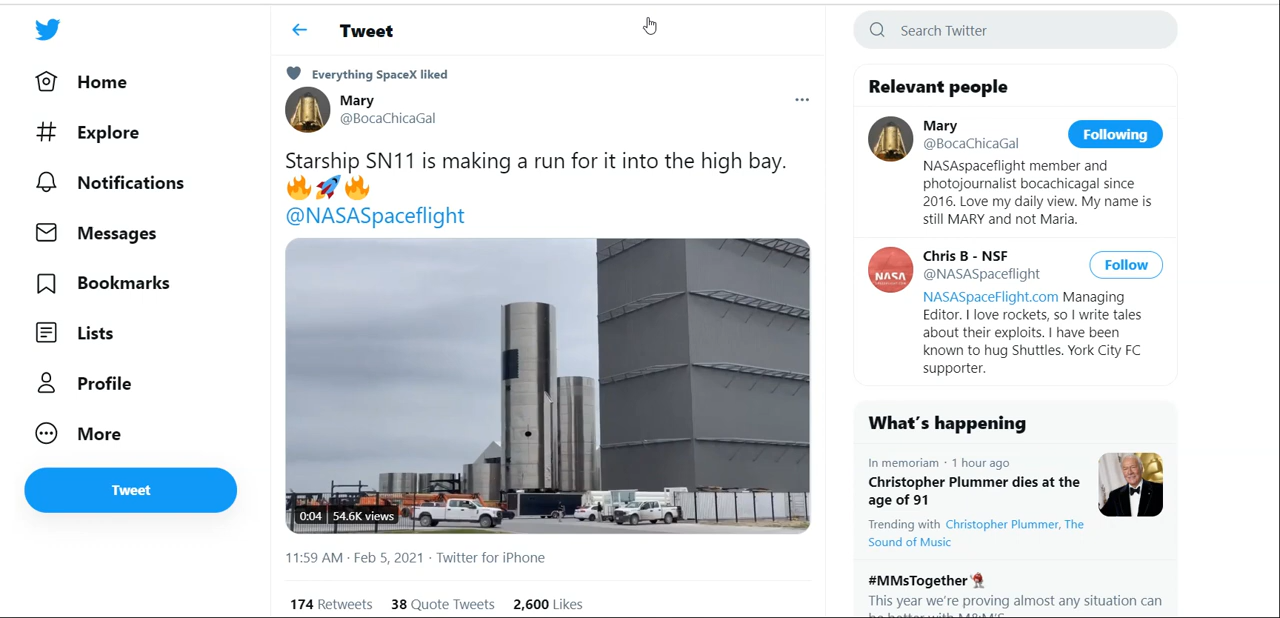 Home
Explore
Notifications
Messages
Bookmarks
Lists
Profile
More
Tweet
Tweet
Everything SpaceX liked
Mary
@BocaChicaGal
Starship SN11 is making a run for it into the high bay.
🔥🚀🔥
@NASASpaceflight
0:04 54.6K views
11:59 AM · Feb 5, 2021 · Twitter for iPhone
174 Retweets 38 Quote Tweets 2,600 Likes
Search Twitter
Relevant people
Mary
@BocaChicaGal
Following
NASAspaceflight member and
photojournalist bocachicagal since
2016. Love my daily view. My name is
still MARY and not Maria.
NASA
Chris B - NSF
@NASASpaceflight
Follow
NASASpaceFlight.com Managing
Editor. I love rockets, so I write tales
about their exploits. I have been
known to hug Shuttles. York City FC
supporter.
What's happening
In memoriam · 1 hour ago
Christopher Plummer dies at the
age of 91
Trending with Christopher Plummer, The
Sound of Music
#MMsTogether
This year we're proving almost any situation can
be better with M&M'S